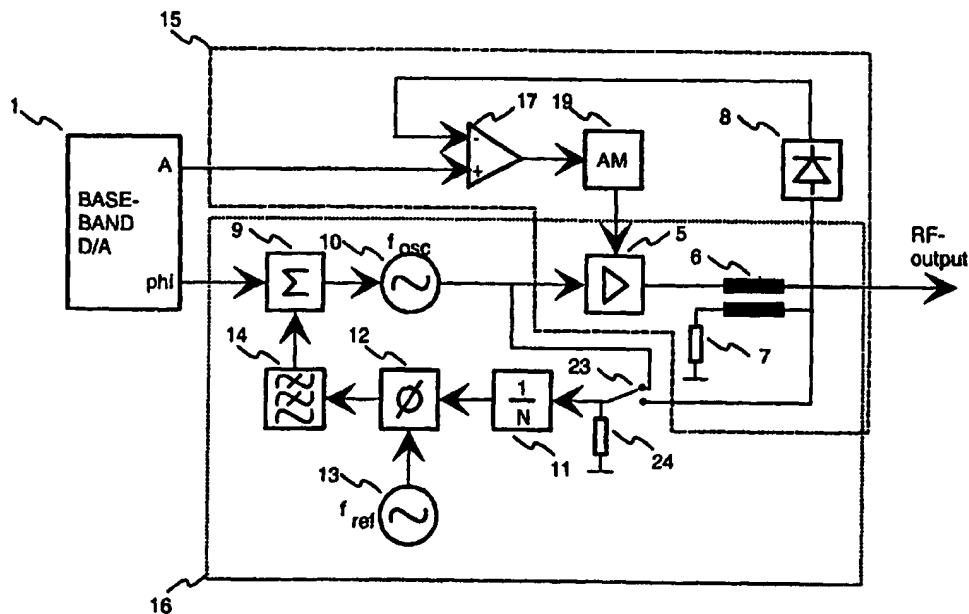 15
1
17
19
8
A
-
+
AM
BASE-
BAND
D/A
9
10
f osc
5
6
RF-
output
phi
Σ
7
14
12
23
Ø
1
N
11
24
13
f ref
16